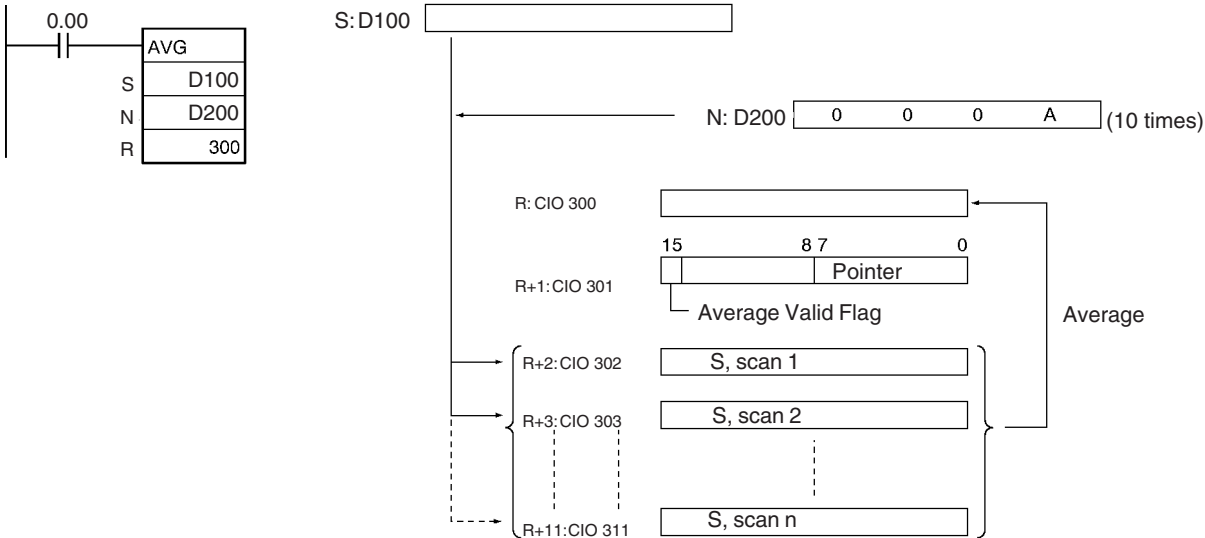 0.00
AVG
S D100
N D200
R 300
S: D100
N: D200 0 0 0 A (10 times)
R: CIO 300
15 8 7 0
R+1: CIO 301 Pointer
Average Valid Flag
Average
R+2: CIO 302 S, scan 1
R+3: CIO 303 S, scan 2
R+11: CIO 311 S, scan n